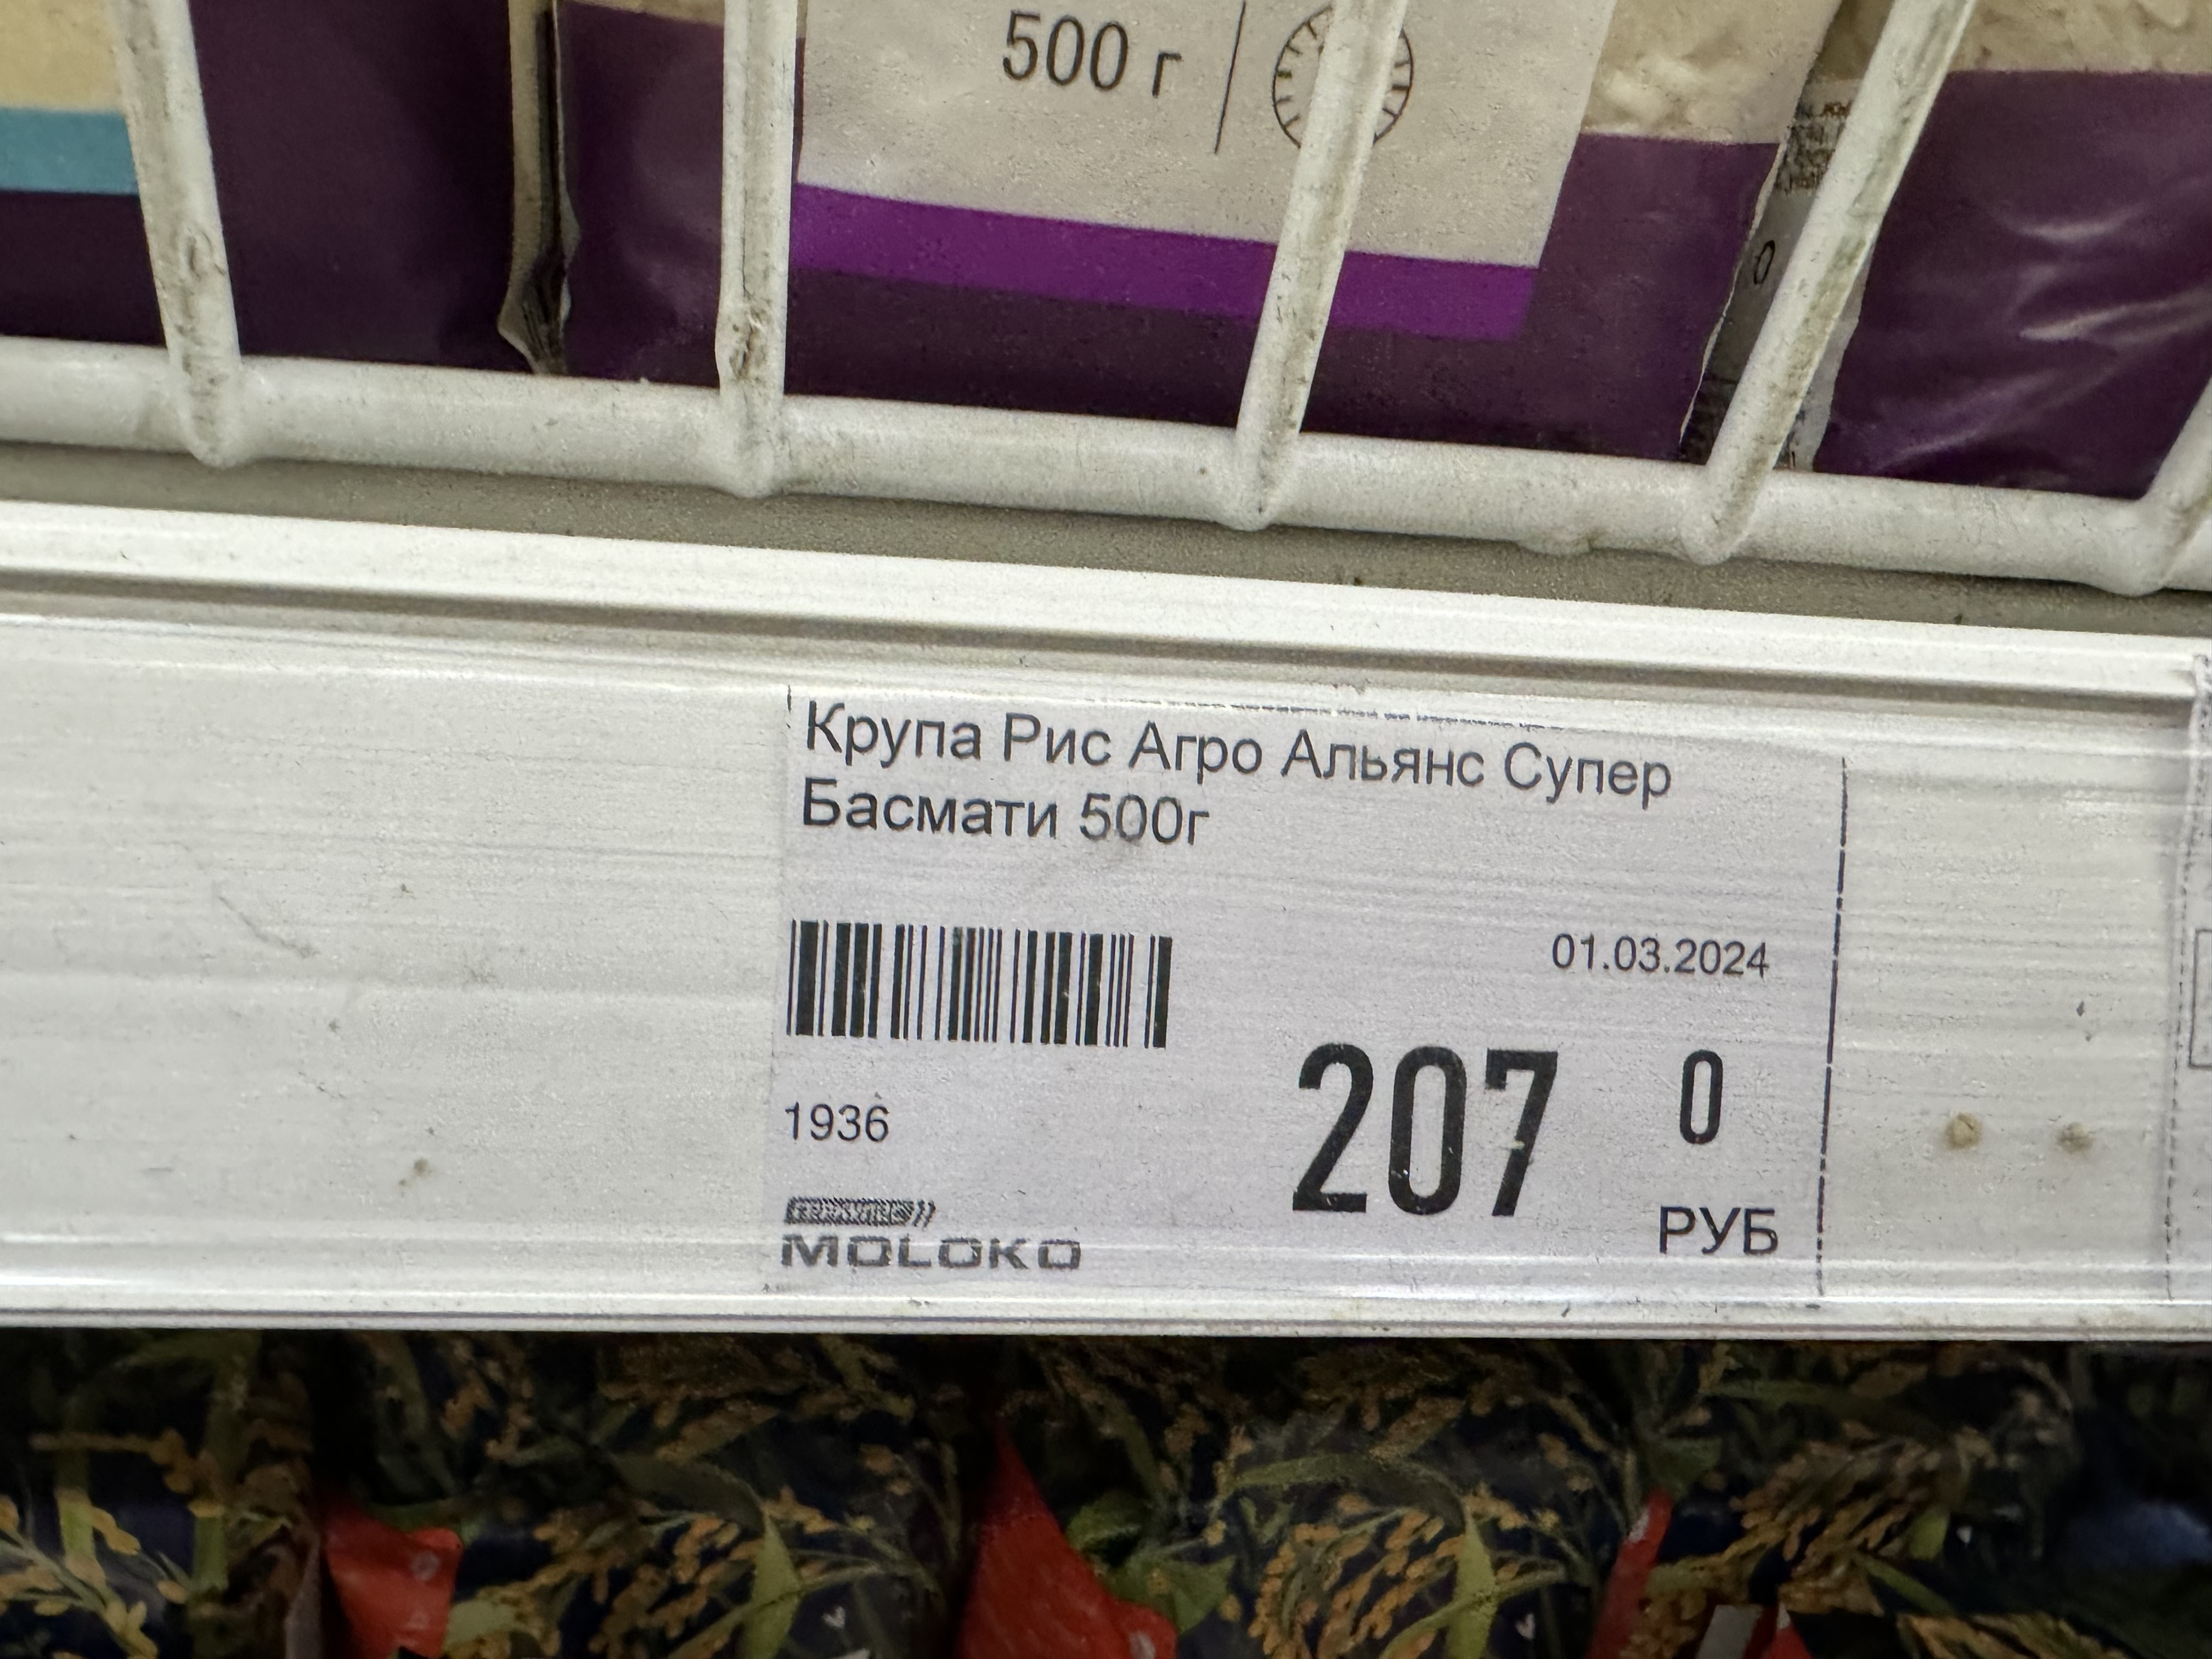 500 г
Крупа Рис Агро Альянс Супер
Басмати 500г
01.03.2024
207 0
1936
РУБ
MOLOKO